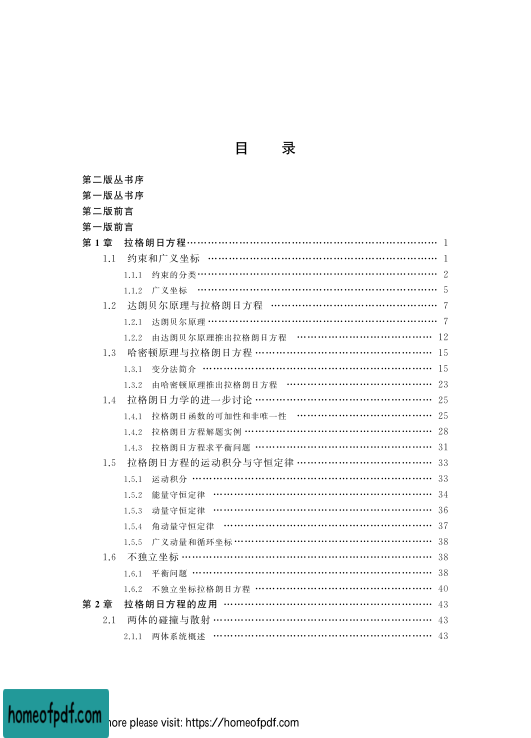 目 录
第二版丛书序
第一版丛书序
第二版前言
第一版前言
第 1 章 拉格朗日方程 1
1.1 约束和广义坐标 1
1.1.1 约束的分类 2
1.1.2 广义坐标 5
1.2 达朗贝尔原理与拉格朗日方程 7
1.2.1 达朗贝尔原理 7
1.2.2 由达朗贝尔原理推出拉格朗日方程 12
1.3 哈密顿原理与拉格朗日方程 15
1.3.1 变分法简介 15
1.3.2 由哈密顿原理推出拉格朗日方程 23
1.4 拉格朗日力学的进一步讨论 25
1.4.1 拉格朗日函数的可加性和非唯一性 25
1.4.2 拉格朗日方程解题实例 28
1.4.3 拉格朗日方程求平衡问题 31
1.5 拉格朗日方程的运动积分与守恒定律 33
1.5.1 运动积分 33
1.5.2 能量守恒定律 34
1.5.3 动量守恒定律 36
1.5.4 角动量守恒定律 37
1.5.5 广义动量和循环坐标 38
1.6 不独立坐标 38
1.6.1 平衡问题 38
1.6.2 不独立坐标拉格朗日方程 40
第 2 章 拉格朗日方程的应用 43
2.1 两体的碰撞与散射 43
2.1.1 两体系统概述 43
homeofpdf.com
ore please visit: https://homeofpdf.com